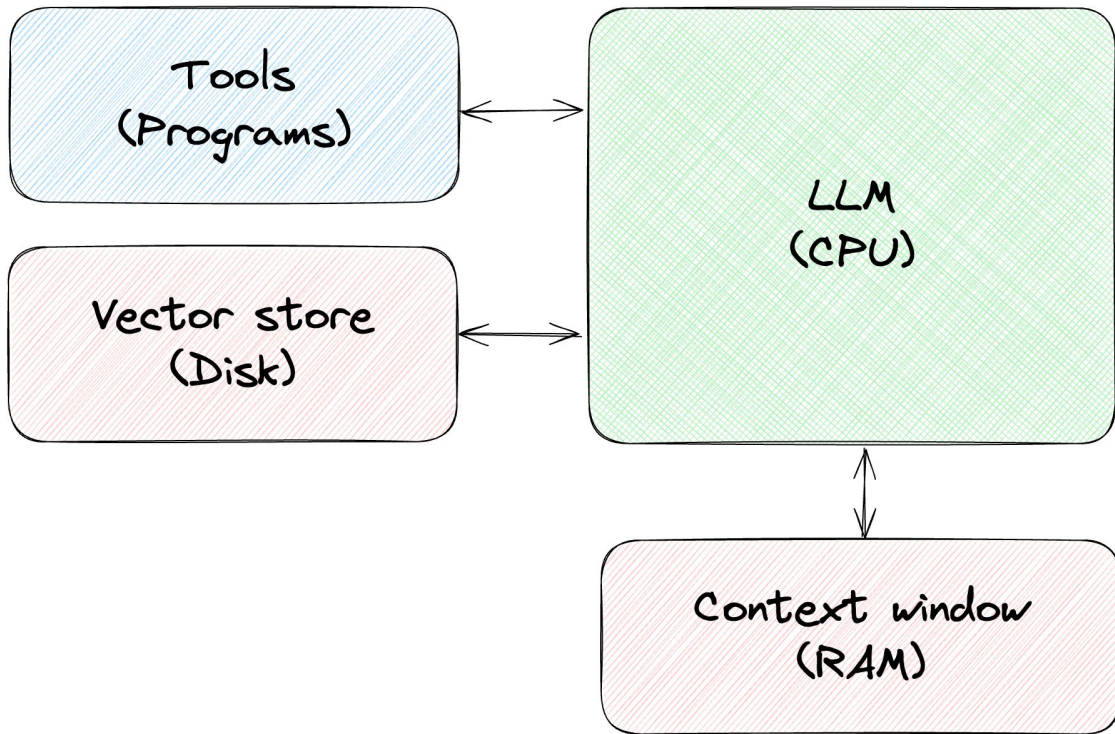 Tools
(Programs)
LLM
(CPU)
Vector store
(Disk)
Context window
(RAM)